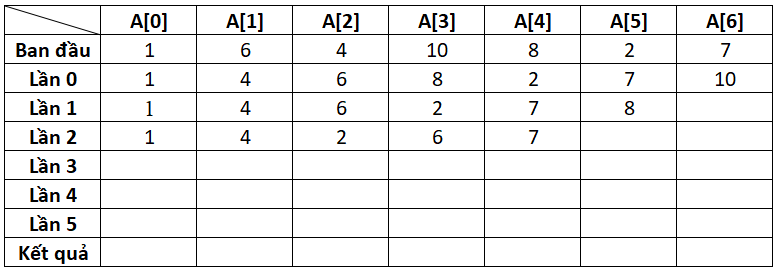 A[0] A[1] A[2] A[3] A[4] A[5] A[6]
Ban đầu 1 6 4 10 8 2 7
Lần 0 1 4 6 8 2 7 10
Lần 1 1 4 6 2 7 8
Lần 2 1 4 2 6 7
Lần 3
Lần 4
Lần 5
Kết quả